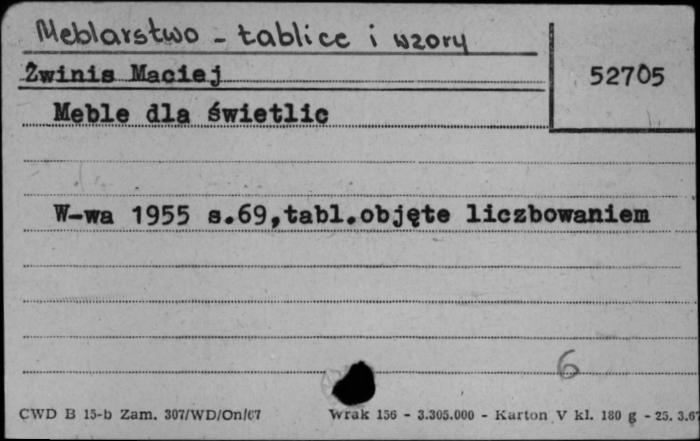 Meblarstwo - tablice i wzory
Żwinis Maciej
52705
Meble dla świetlic
W-wa 1955 s.69,tabl.objęte liczbowaniem
6
CWD B 15-b Zam. 307/WD/On/67 Wrak 156 - 3.305.000 - Karton V kl. 180 g - 25. 3.67